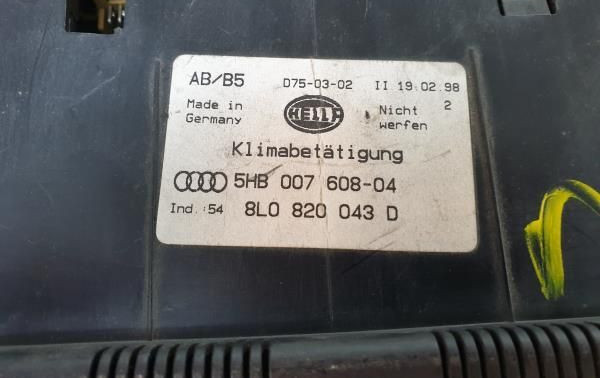 AB/B5 D75-03-02 II 19.02.98
Made in Germany HELLA Nicht werfen 2
Klimabetätigung
5HB 007 608-04
Ind.:54 8L0 820 043 D